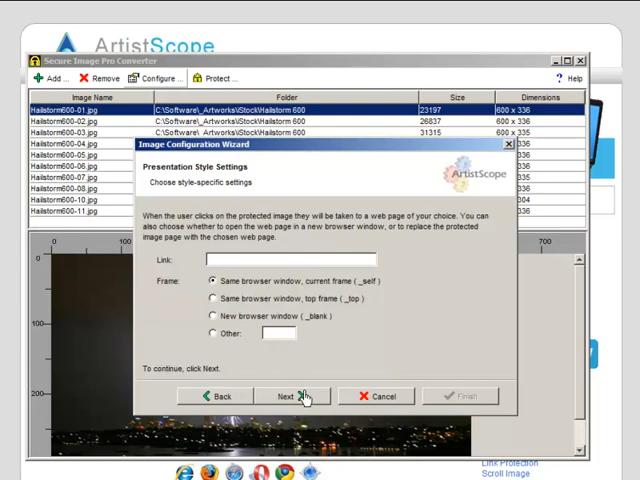 ArtistScope
Secure Image Pro Converter
Add ... Remove Configure ... Protect ... ? Help
Image Name Folder Size Dimensions
Hailstorm600-01.jpg C:\Software\_Artworks\Stock\Hailstorm 600 23197 600 x 336
Hailstorm600-02.jpg C:\Software\_Artworks\Stock\Hailstorm 600 26837 600 x 336
Hailstorm600-03.jpg C:\Software\_Artworks\Stock\Hailstorm 600 31315 600 x 336
Hailstorm600-04.jpg 336
Hailstorm600-05.jpg 336
Hailstorm600-06.jpg 336
Hailstorm600-07.jpg 336
Hailstorm600-08.jpg 336
Hailstorm600-10.jpg 304
Hailstorm600-11.jpg 336
Image Configuration Wizard
Presentation Style Settings
Choose style-specific settings
ArtistScope
When the user clicks on the protected image they will be taken to a web page of your choice. You can
also choose whether to open the web page in a new browser window, or to replace the protected
image page with the chosen web page.
Link:
Frame: Same browser window, current frame ( _self )
Same browser window, top frame ( _top )
New browser window ( _blank )
Other:
To continue, click Next.
Back Next Cancel Finish
0 100 700
0
100
200
Link Protection
Scroll Image